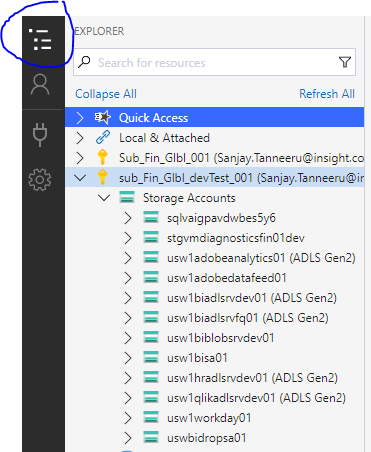 EXPLORER
Search for resources
Collapse All Refresh All
Quick Access
Local & Attached
Sub_Fin_Glbl_001 (Sanjay.Tanneeru@insight.co
sub_Fin_Glbl_devTest_001 (Sanjay.Tanneeru@in
Storage Accounts
sqlvaigpavdwbes5y6
stgvmdiagnosticsfin01dev
usw1adobeanalytics01 (ADLS Gen2)
usw1adobedatafeed01
usw1biadlsrvdev01 (ADLS Gen2)
usw1biadlsrvfq01 (ADLS Gen2)
usw1biblobsrvdev01
usw1bisa01
usw1hradlsrvdev01 (ADLS Gen2)
usw1qlikadlsrvdev01 (ADLS Gen2)
usw1workday01
uswbidropsa01